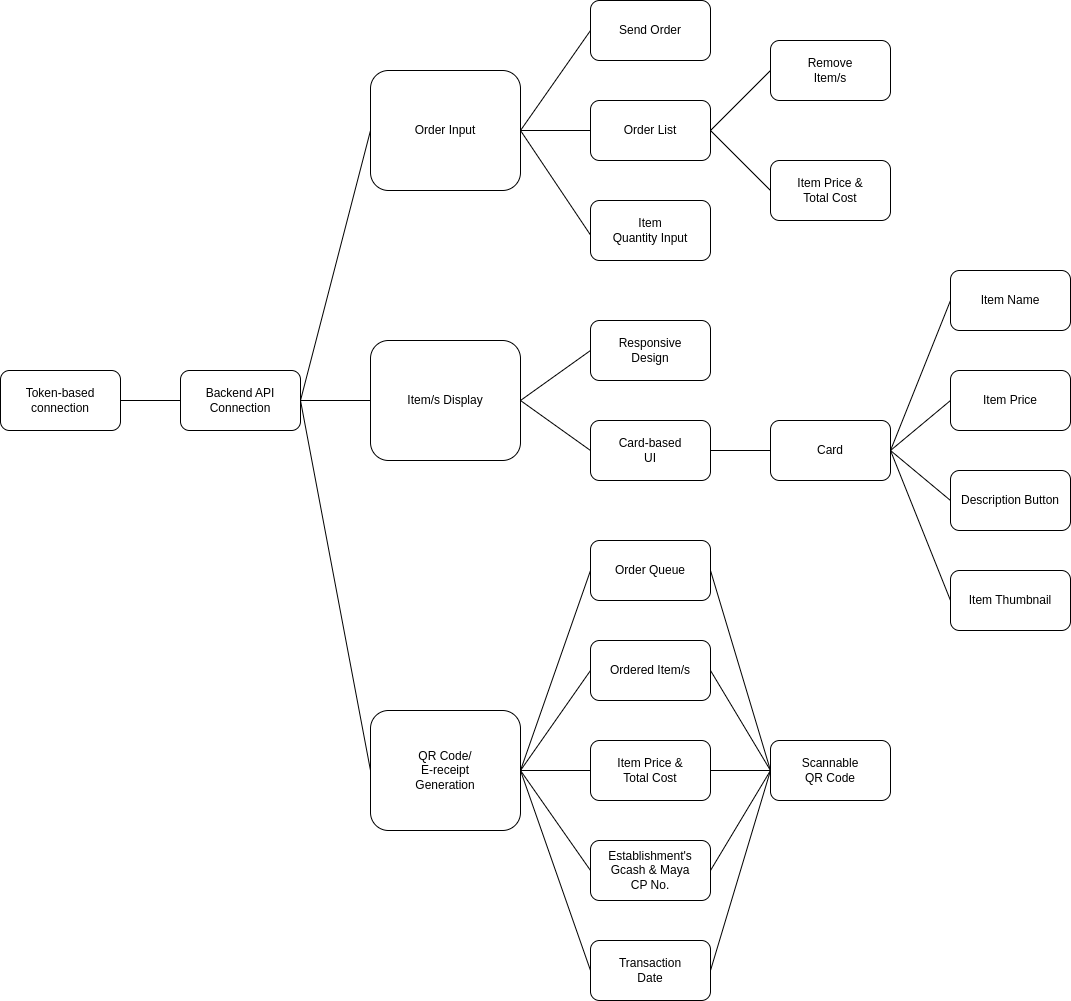 Send Order
Remove
Item/s
Order Input
Order List
Item Price &
Total Cost
Item
Quantity Input
Item Name
Responsive
Design
Token-based
connection
Backend API
Connection
Item/s Display
Item Price
Card-based
UI
Card
Description Button
Order Queue
Item Thumbnail
Ordered Item/s
QR Code/
E-receipt
Generation
Item Price &
Total Cost
Scannable
QR Code
Establishment's
Gcash & Maya
CP No.
Transaction
Date